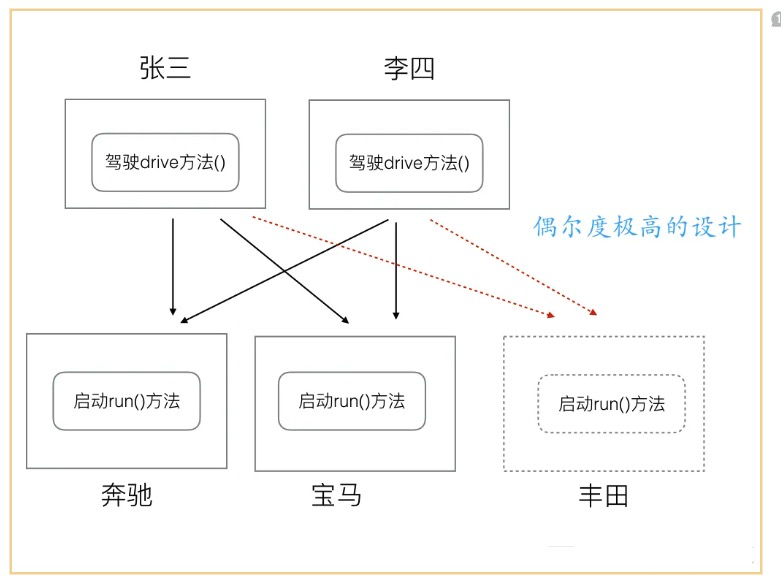 张三
李四
驾驶drive方法()
驾驶drive方法()
偶尔度极高的设计
启动run()方法
启动run()方法
启动run()方法
奔驰
宝马
丰田